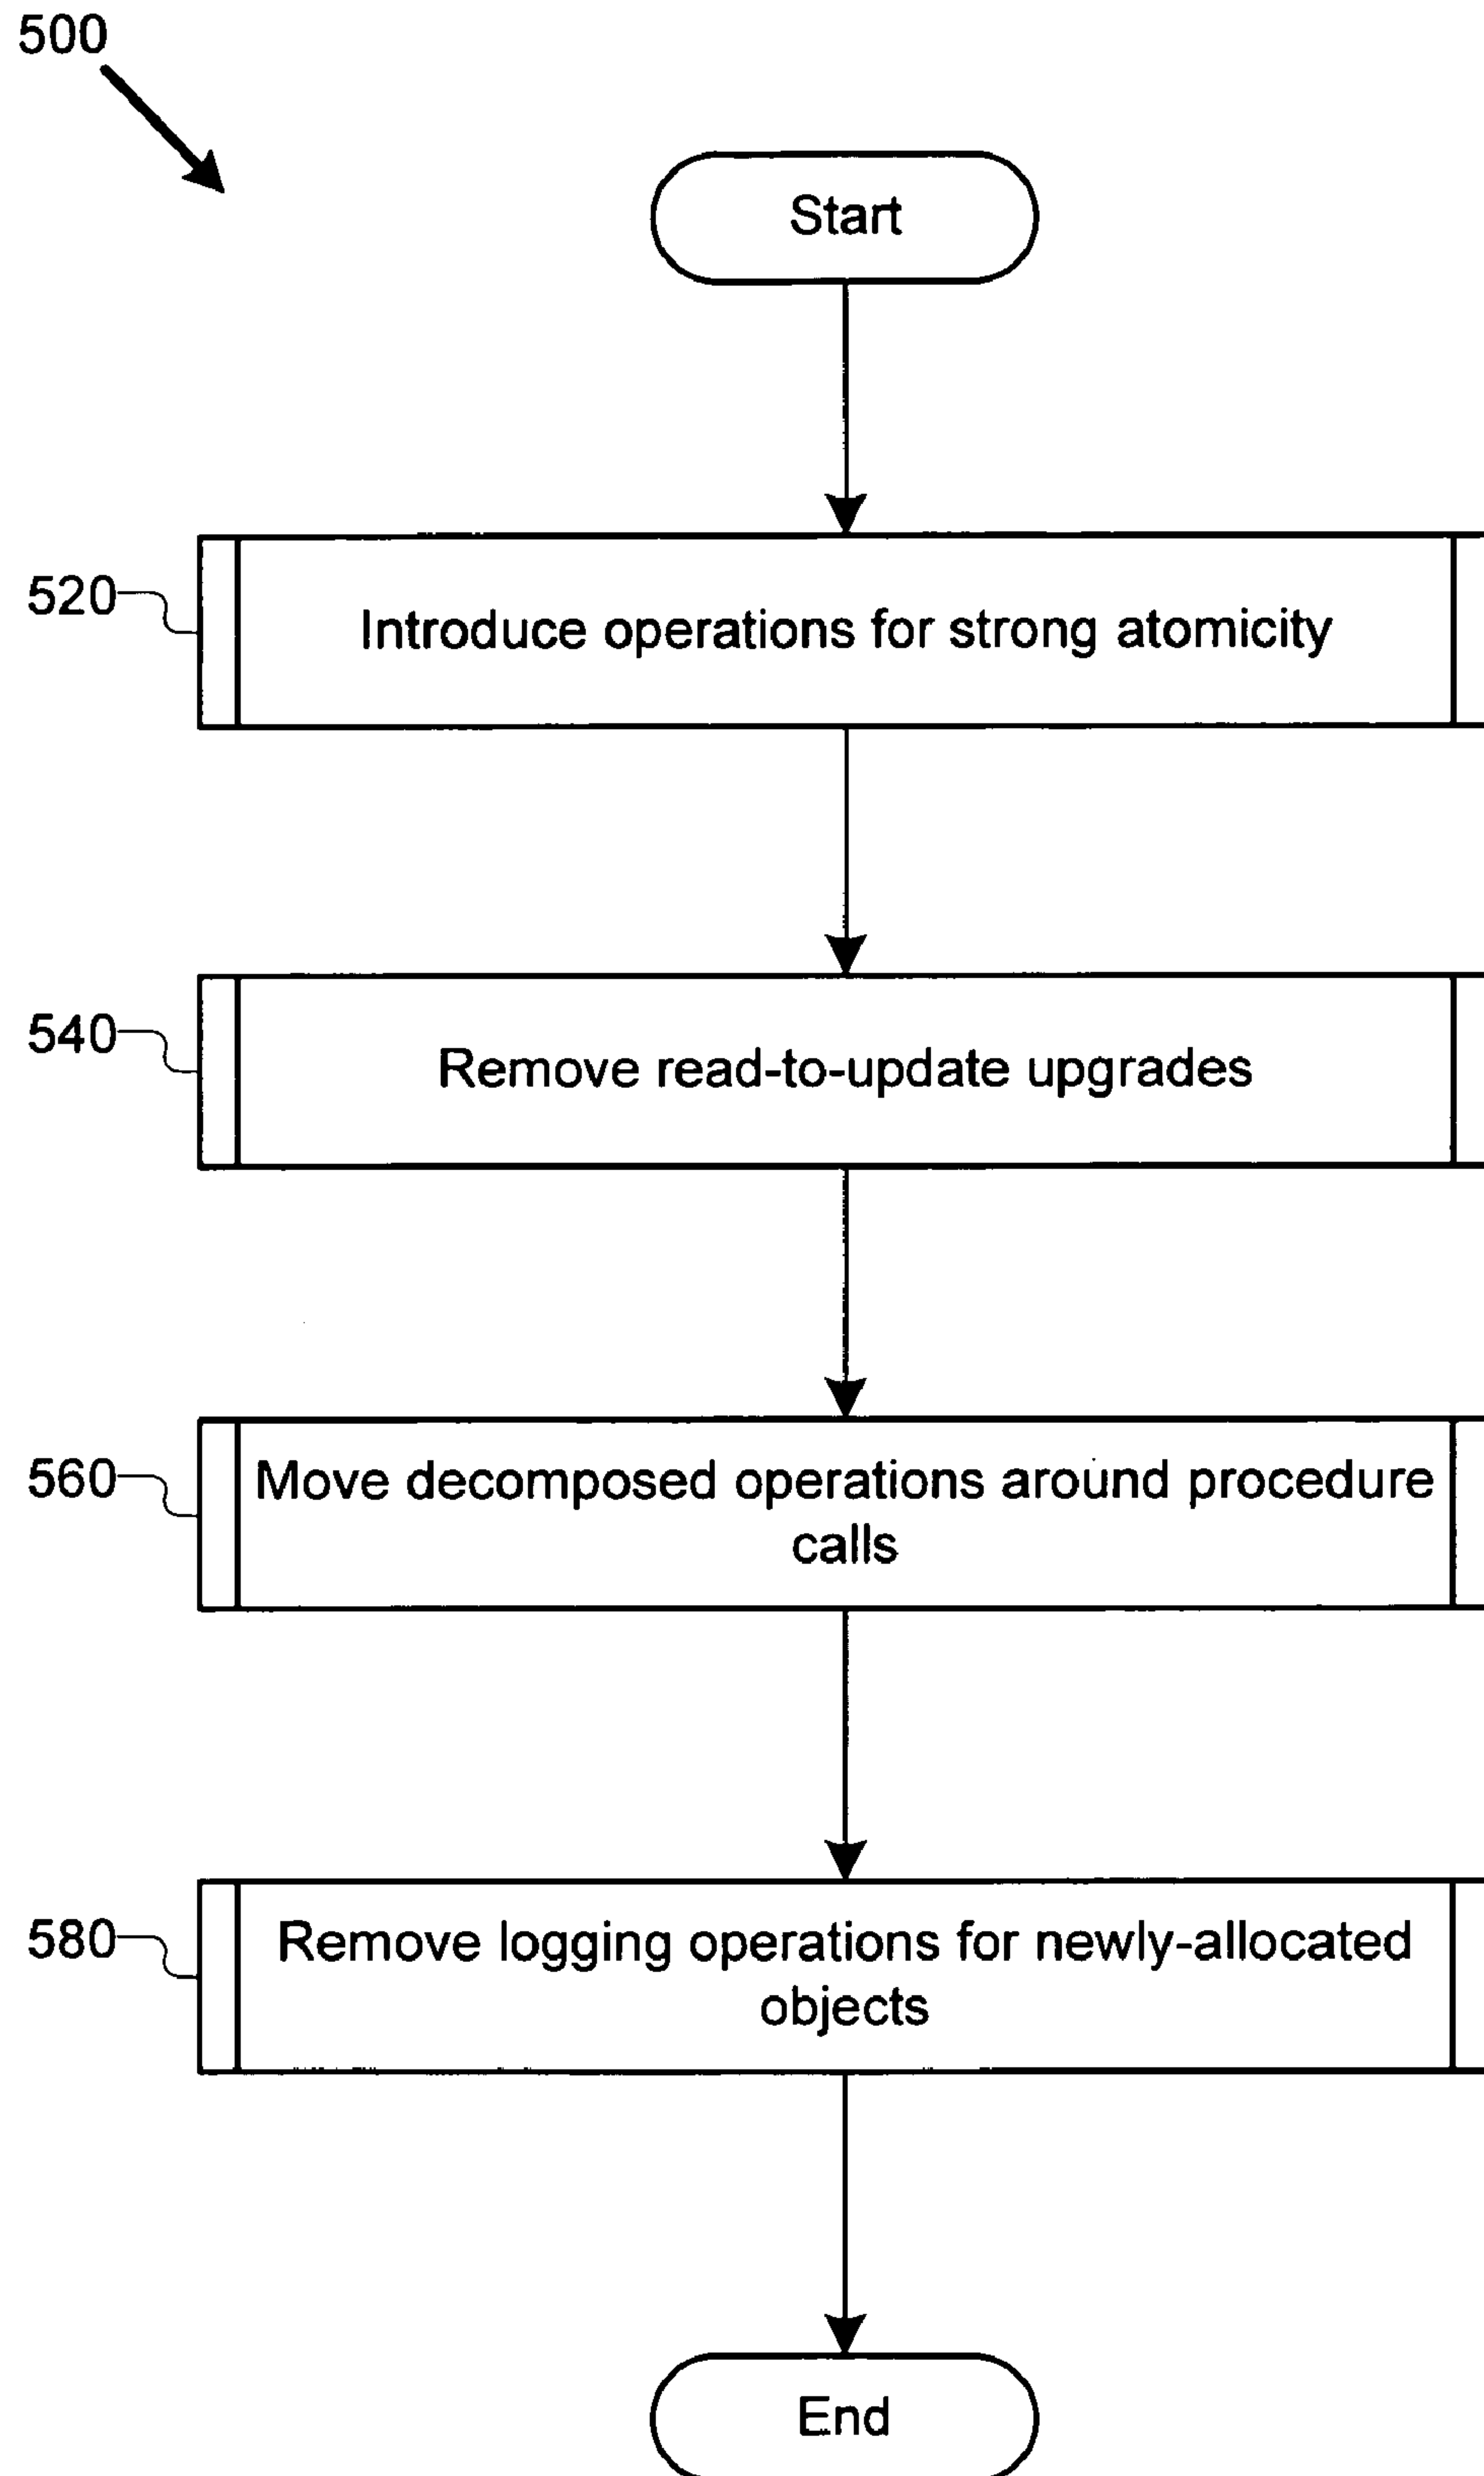 500
Start
520
Introduce operations for strong atomicity
540
Remove read-to-update upgrades
560
Move decomposed operations around procedure
calls
580
Remove logging operations for newly-allocated
objects
End